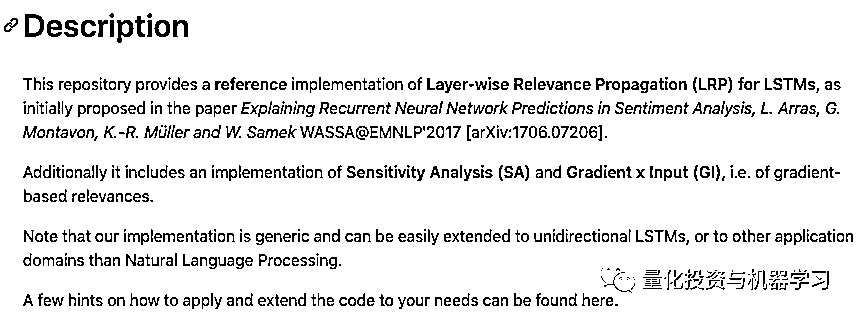 Description
This repository provides a reference implementation of Layer-wise Relevance Propagation (LRP) for LSTMs, as
initially proposed in the paper Explaining Recurrent Neural Network Predictions in Sentiment Analysis, L. Arras, G.
Montavon, K.-R. Müller and W. Samek WASSA@EMNLP'2017 [arXiv:1706.07206].
Additionally it includes an implementation of Sensitivity Analysis (SA) and Gradient x Input (GI), i.e. of gradient-
based relevances.
Note that our implementation is generic and can be easily extended to unidirectional LSTMs, or to other application
domains than Natural Language Processing.
量化投资与机器学习
A few hints on how to apply and extend the code to your needs can be found here.